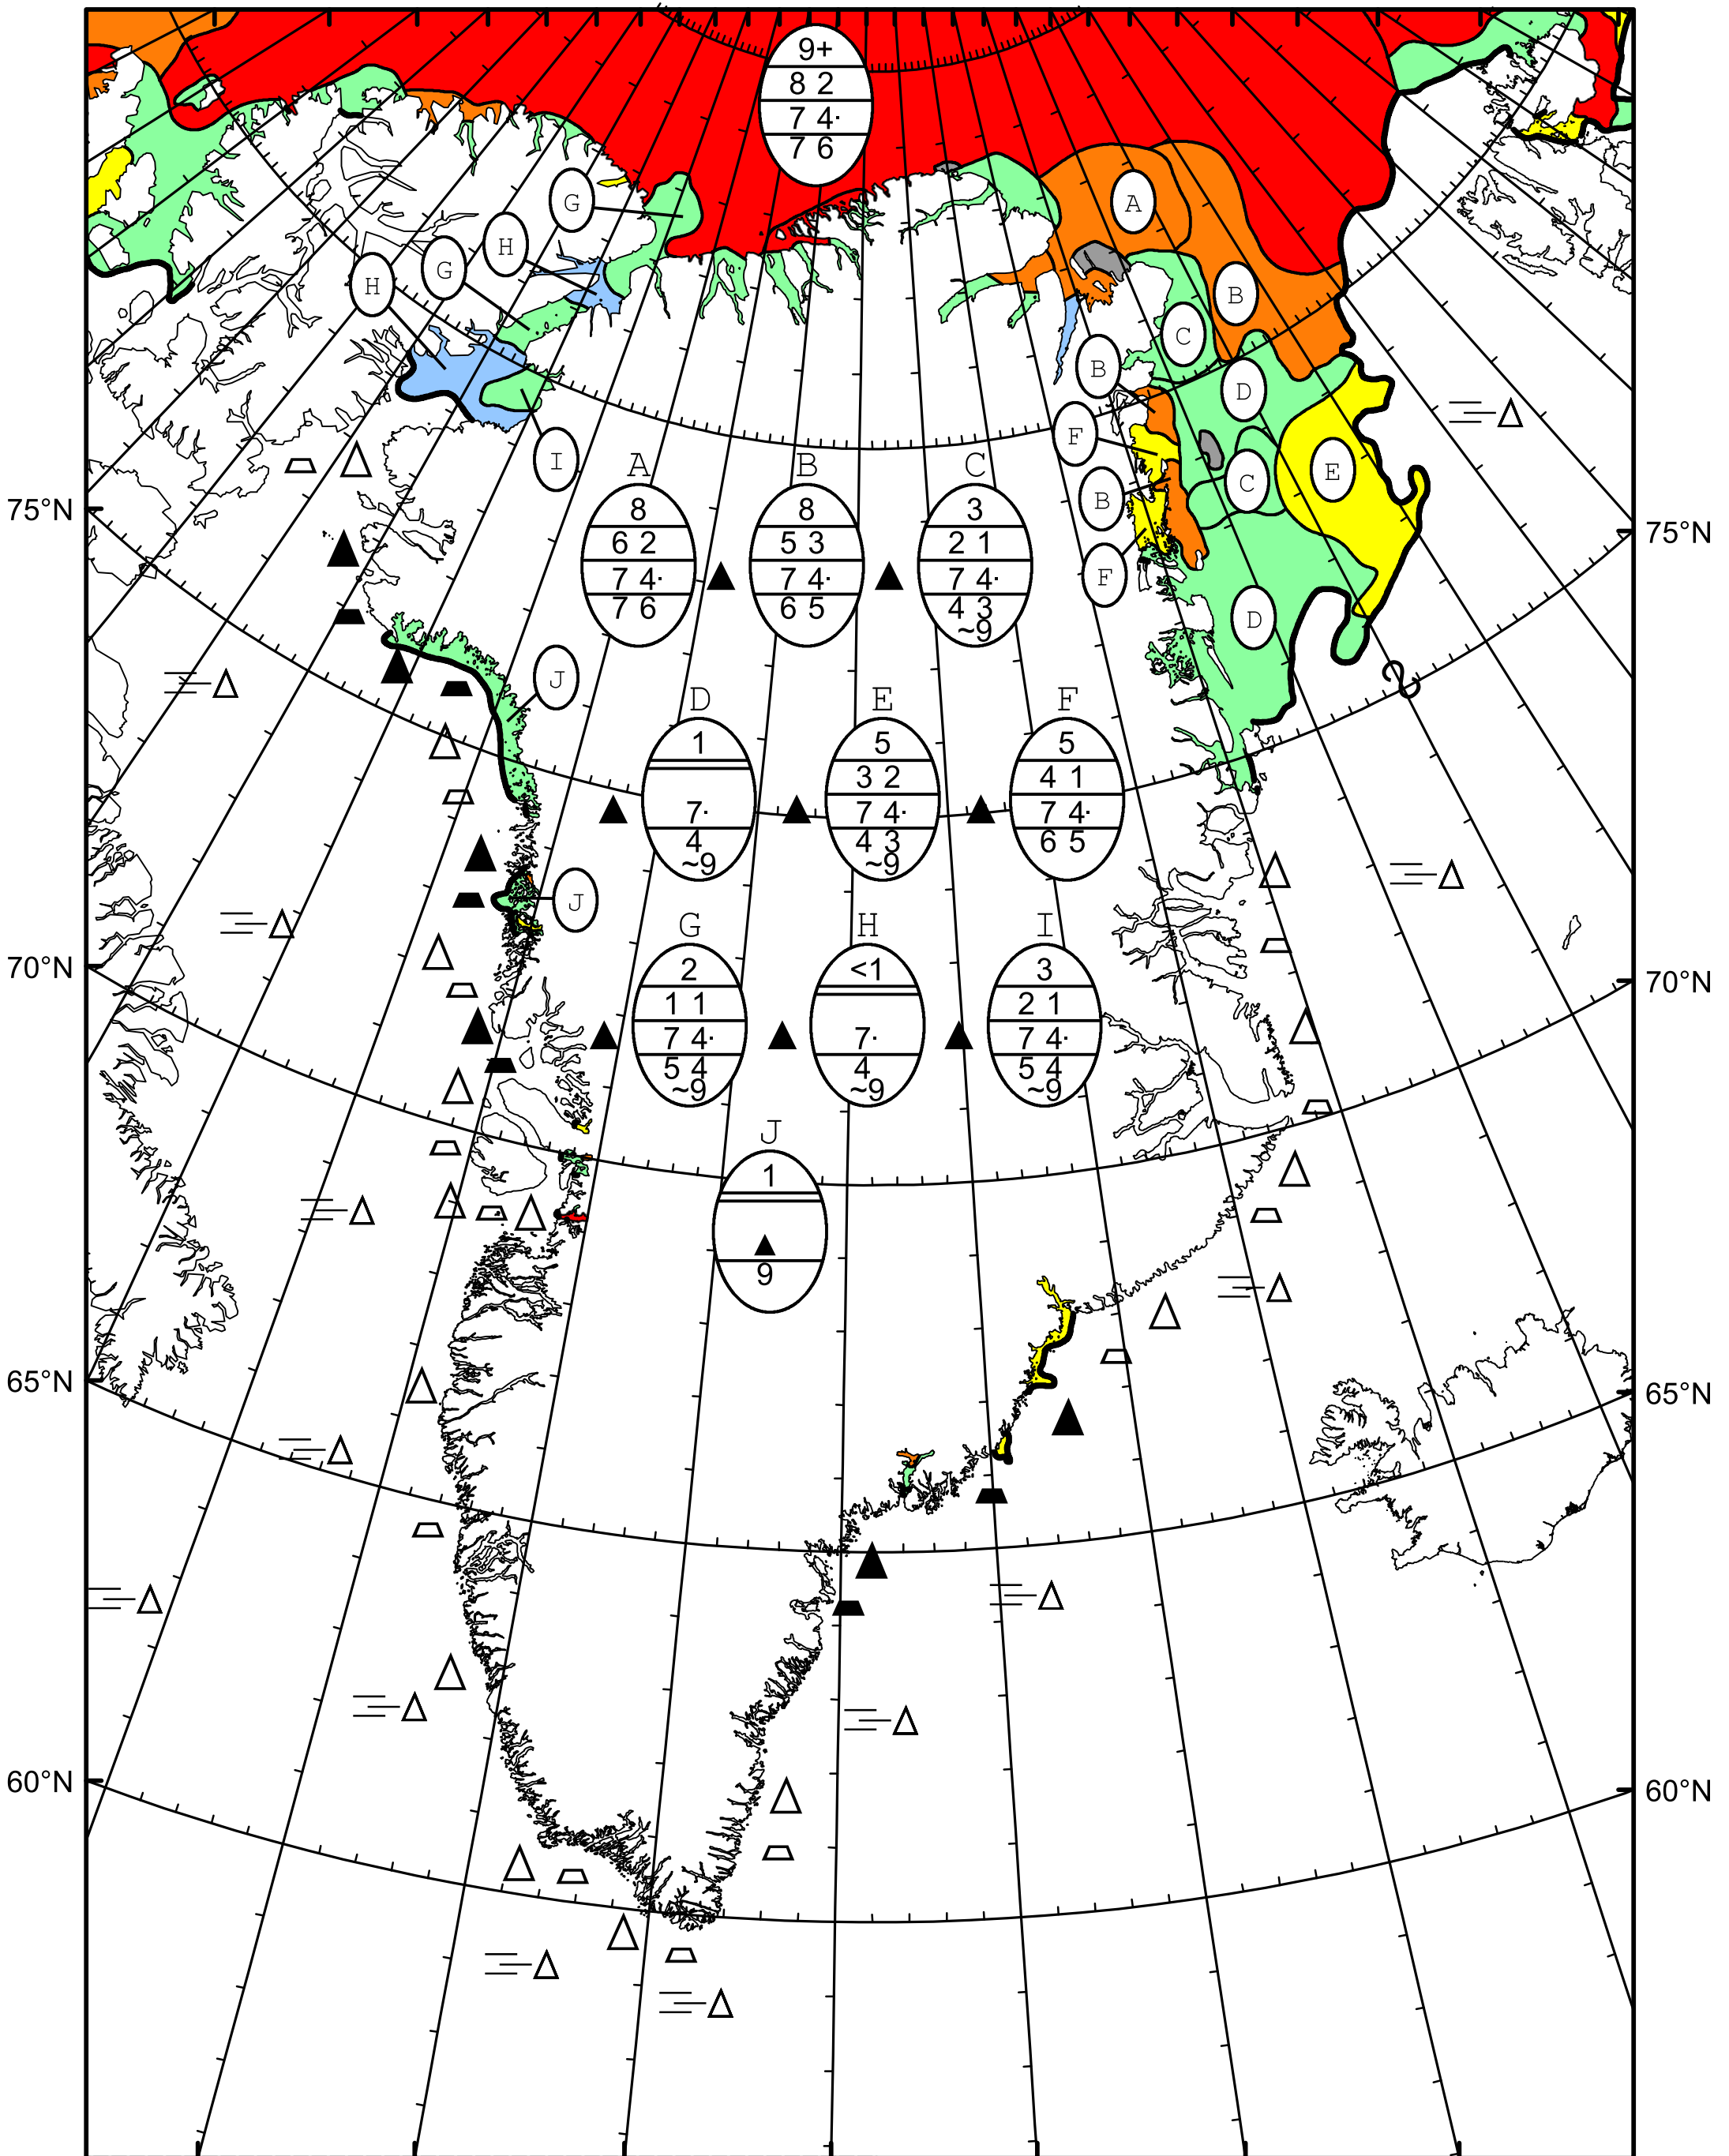 9+
8 2
7 4·
7 6
A
G
H
G
H
B
C
B
D
F
I
E
C
B
F
D
A B C
8 8 3
6 2 5 3 2 1
7 4· 7 4· 7 4·
7 6 6 5 4 3
~9
75°N 75°N
J
D E F
1 5 5
3 2 4 1
7· 7 4· 7 4·
4 4 3 6 5
~9 ~9
J
G H I
2 <1 3
1 1 2 1
7 4· 7· 7 4·
5 4 4 5 4
~9 ~9 ~9
70°N 70°N
J
1
9
65°N 65°N
60°N 60°N